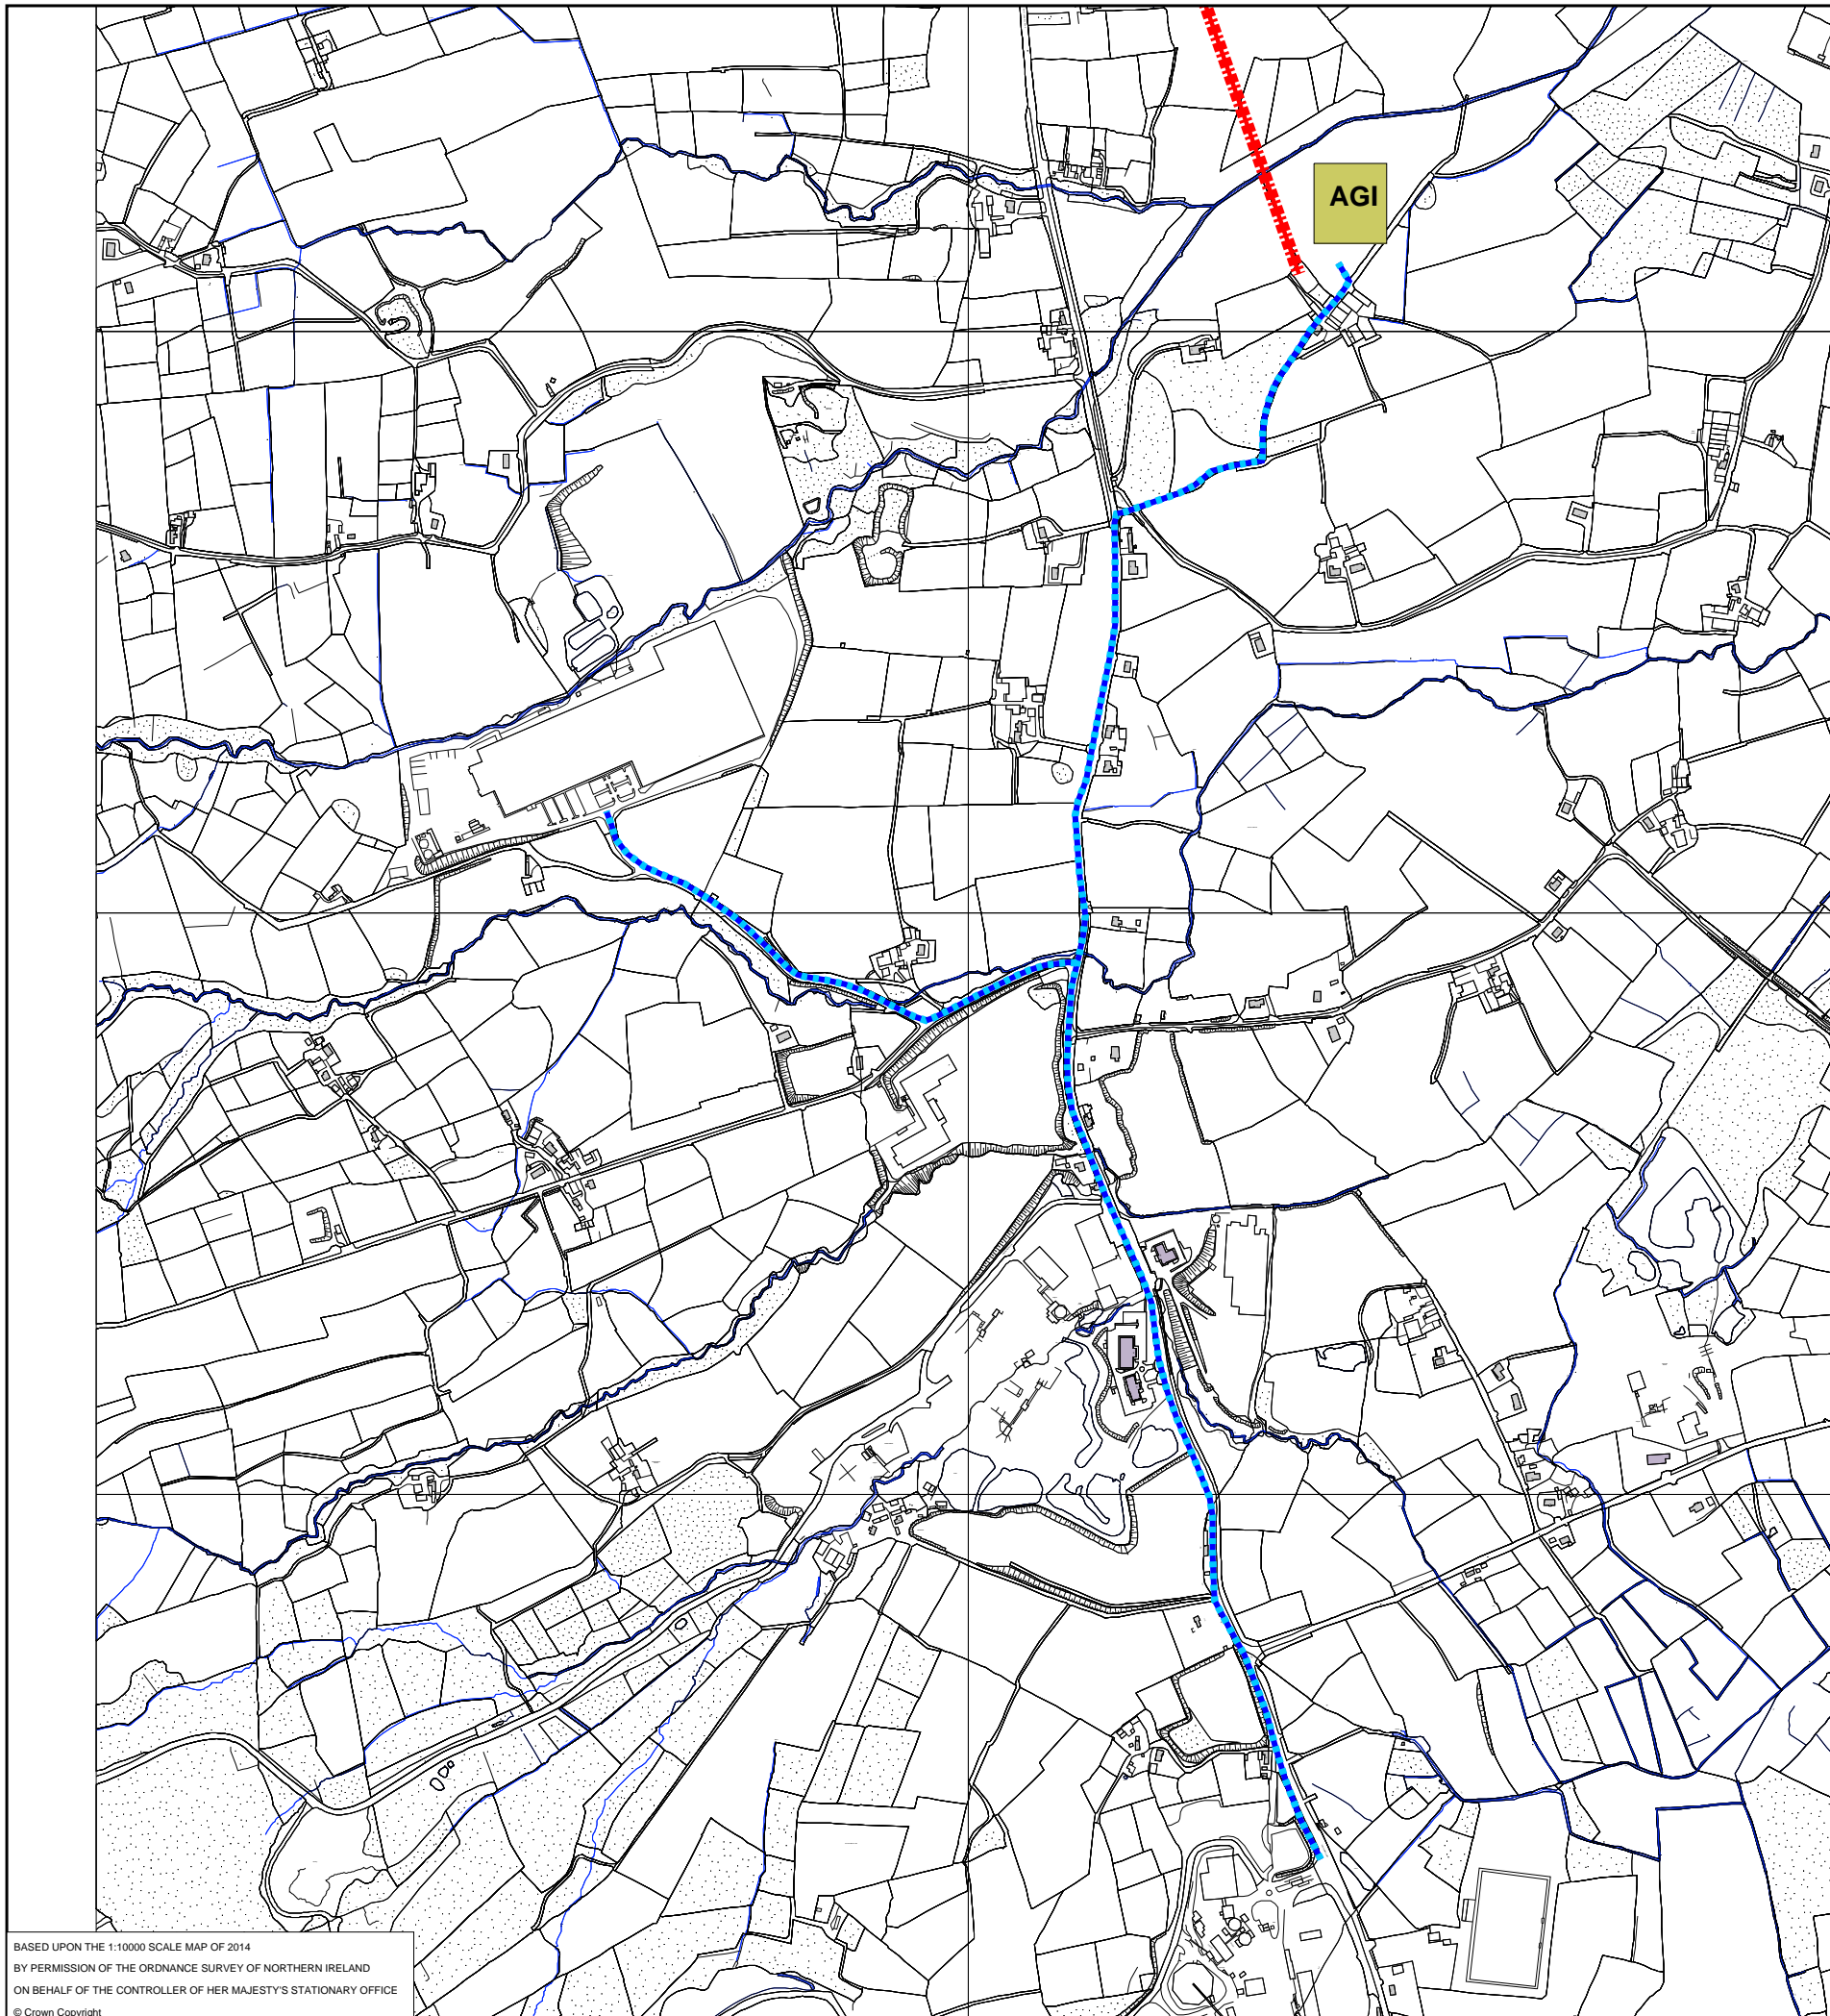 AGI
BASED UPON THE 1:10000 SCALE MAP OF 2014
BY PERMISSION OF THE ORDNANCE SURVEY OF NORTHERN IRELAND
ON BEHALF OF THE CONTROLLER OF HER MAJESTY'S STATIONARY OFFICE
© Crown Copyright